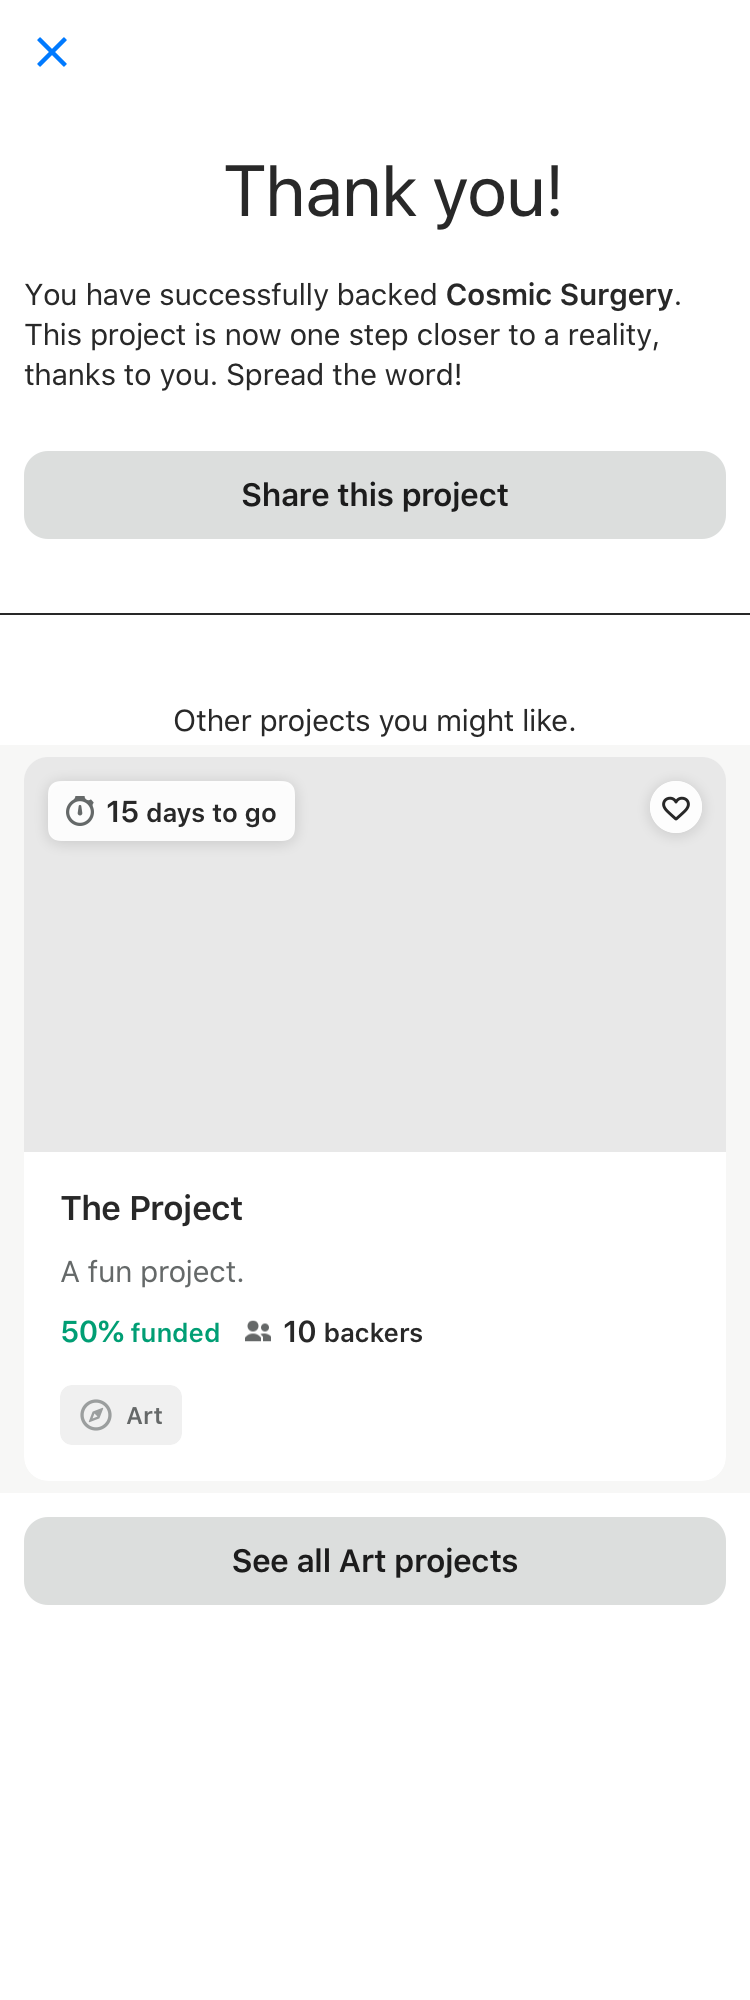 Thank you!
You have successfully backed Cosmic Surgery.
This project is now one step closer to a reality,
thanks to you. Spread the word!
Share this project
Other projects you might like.
15 days to go
The Project
A fun project.
50% funded 10 backers
Art
See all Art projects